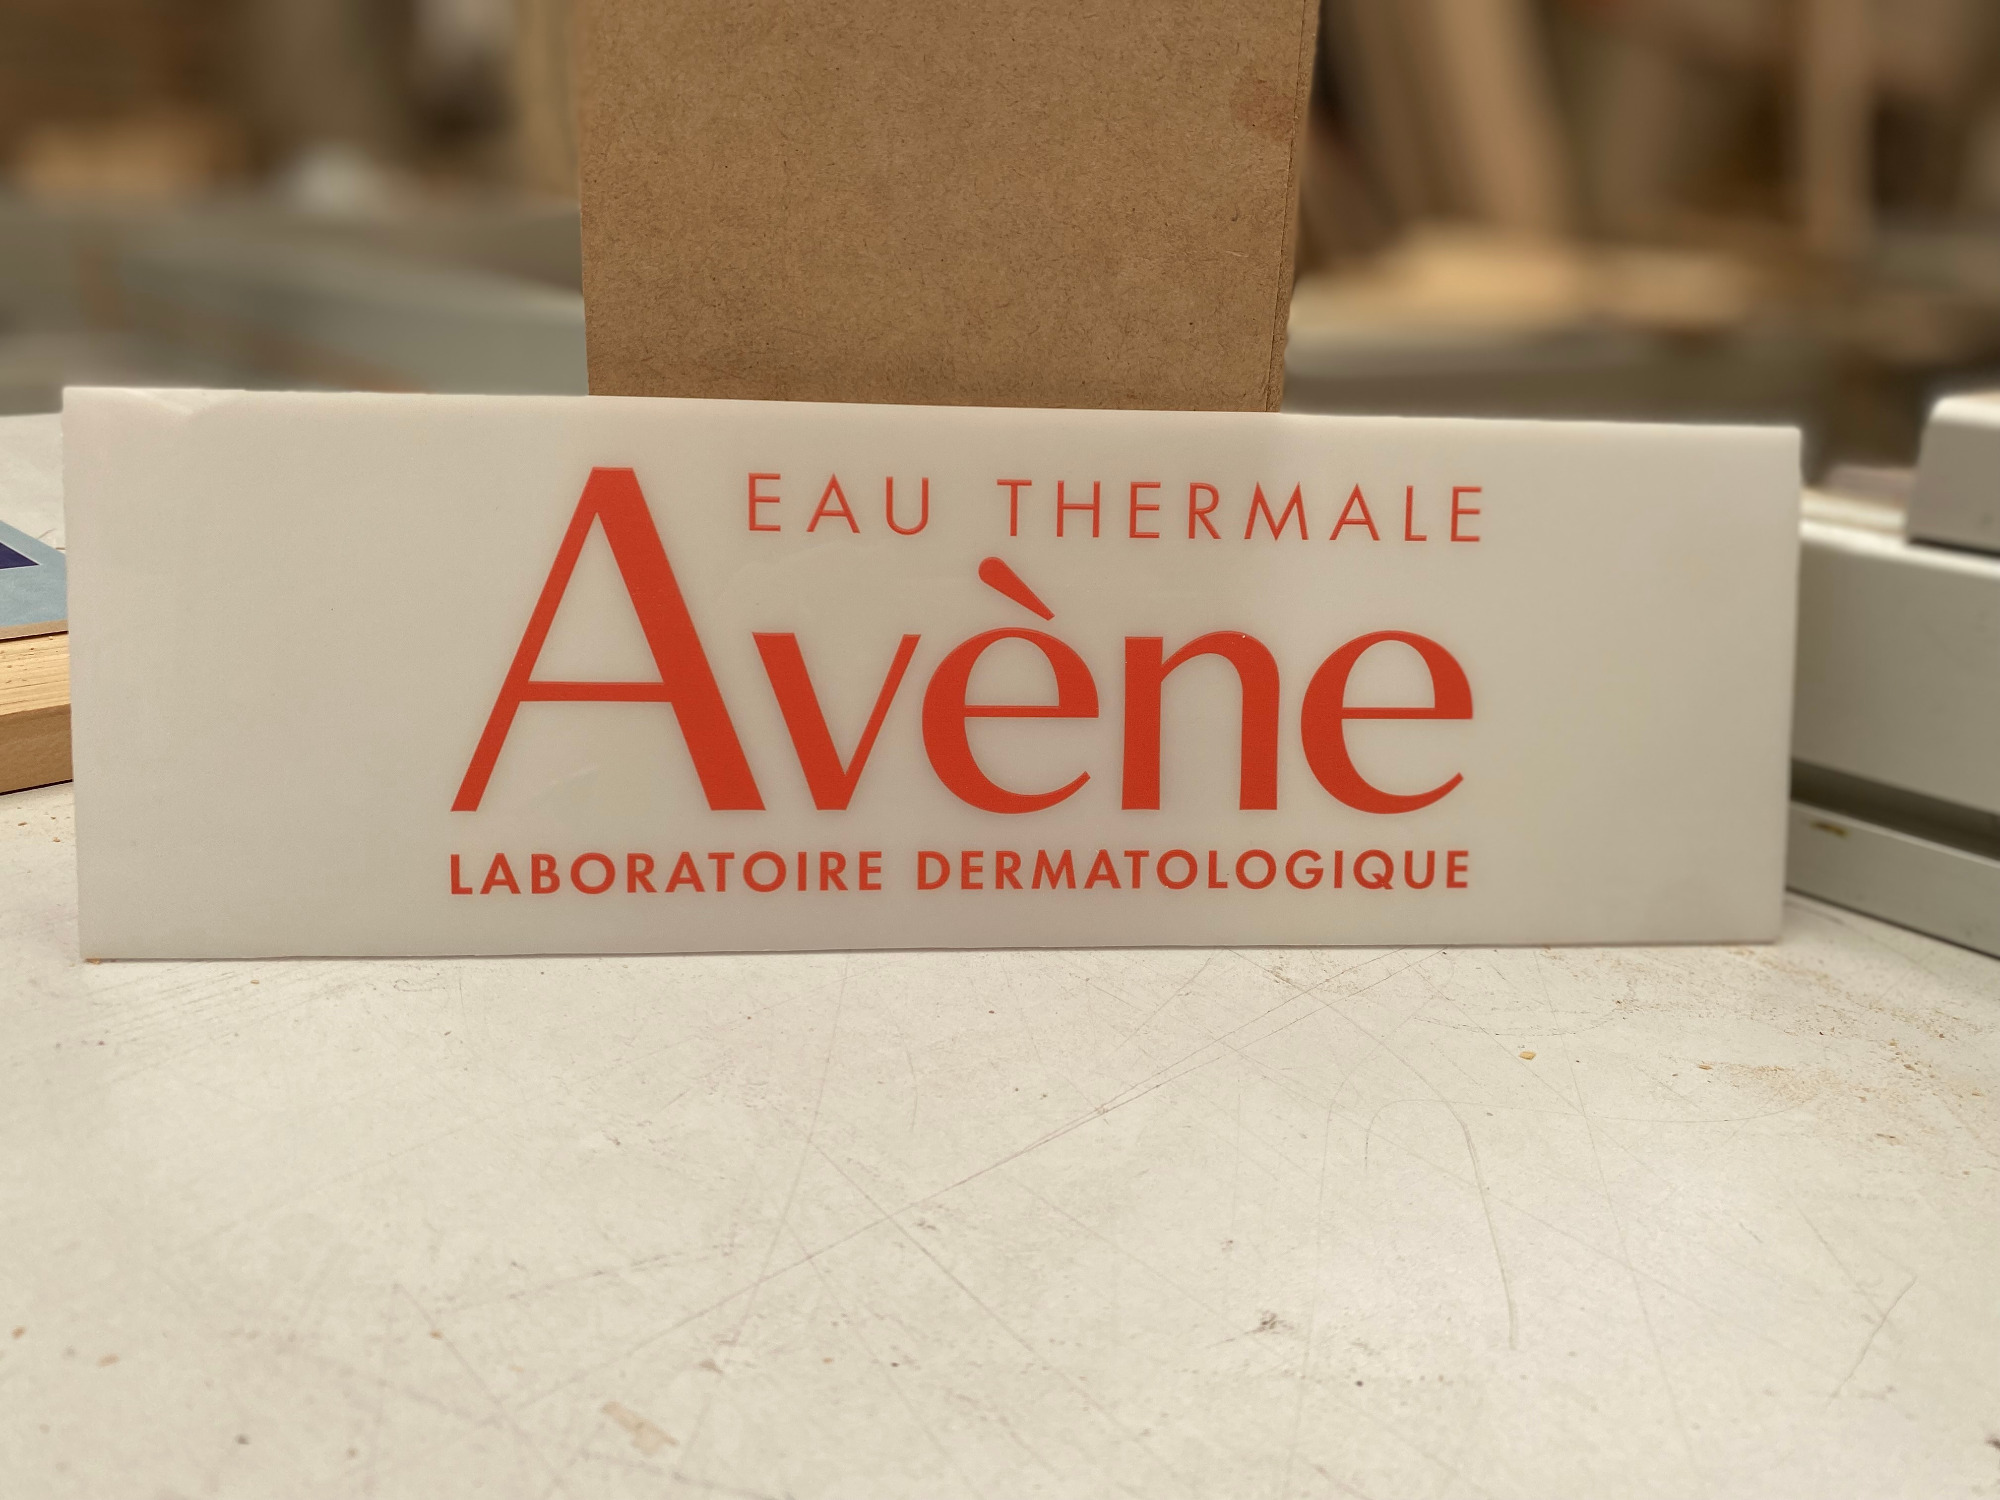 EAU THERMALE
Avène
LABORATOIRE DERMATOLOGIQUE